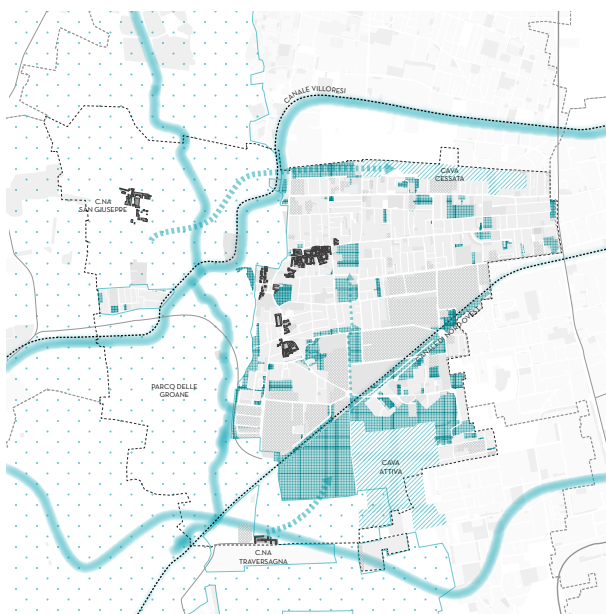 CANALE VILLORESI
CAVA
CESSATA
C.NA
SAN GIUSEPPE
PARCO DELLE
GROANE
CAVA
ATTIVA
C.NA
TRAVERSAGNA